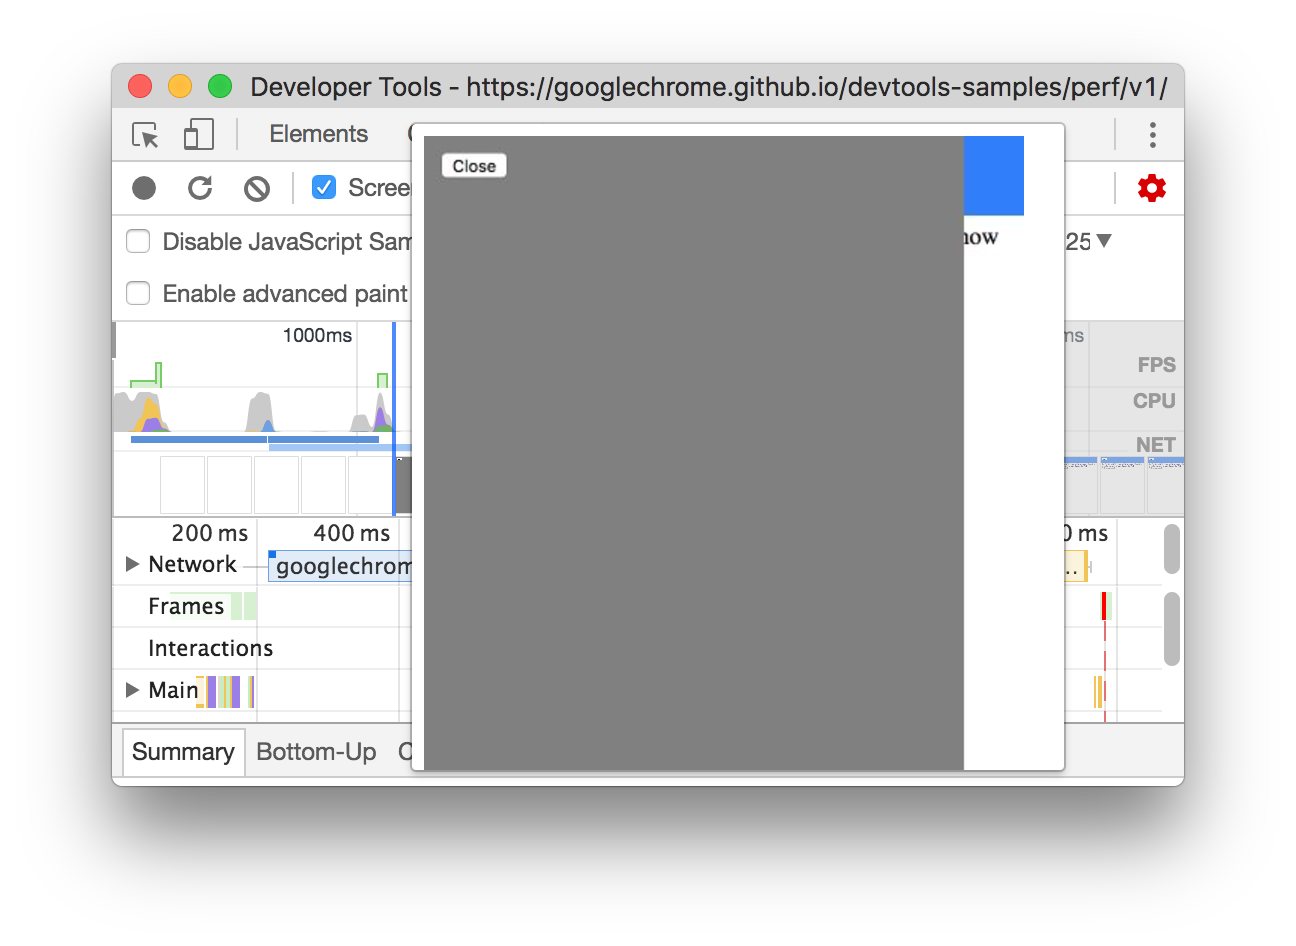 Developer Tools - https://googlechrome.github.io/devtools-samples/perf/v1/
Elements
Close
Scree
now
Disable JavaScript Sam
25 ▼
Enable advanced paint
1000ms
ms
FPS
CPU
NET
200 ms 400 ms 0 ms
Network googlechrom ..
Frames
Interactions
Main
Summary Bottom-Up C